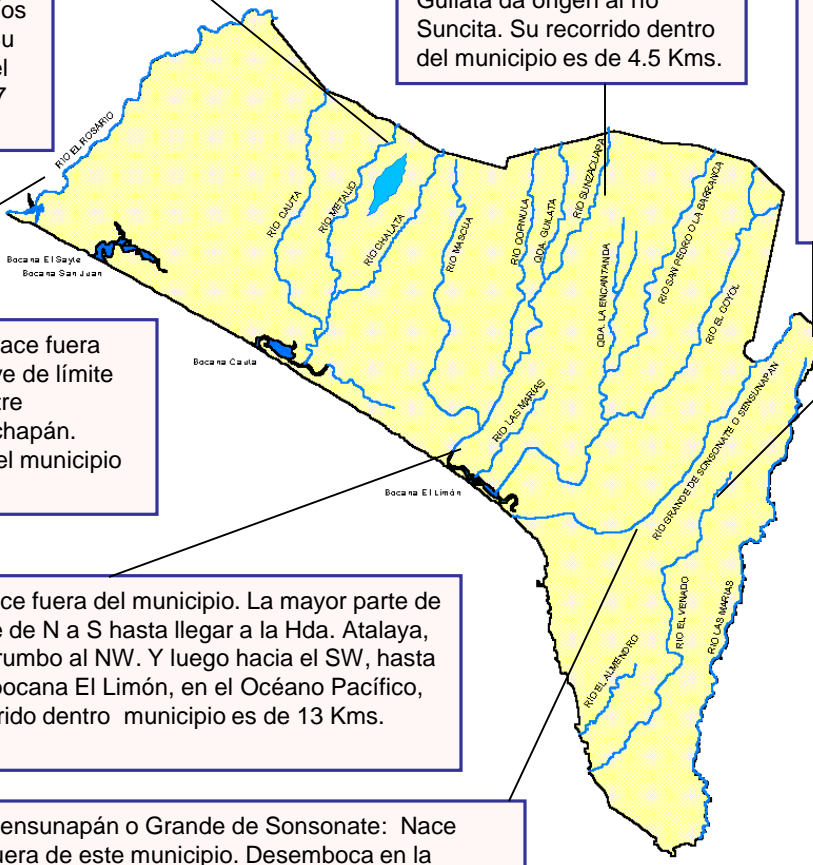 os
su
el
7
Guilata da origen al río
Suncita. Su recorrido dentro
del municipio es de 4.5 Kms.
RIO EL ROSARIO
RIO CAUTA
RIO METALIO
RIO CHALATA
RIO MASCUA
RIO COPINULA
QDA. GUILATA
RIO SUNZACUAPA
QDA. LA ENCANTANDA
RIO SAN PEDRO O LA BARRANCA
RIO EL COYOL
Bocana El Sayle
Bocana San Juan
Bocana Cauta
ace fuera
ve de límite
tre
chapán.
el municipio
RIO LAS MARIAS
Bocana El Limón
RIO GRANDE DE SONSONATE O SENSUNAPAN
RIO EL VENADO
RIO LAS MARIAS
RIO EL ALMENDRO
ce fuera del municipio. La mayor parte de
e de N a S hasta llegar a la Hda. Atalaya,
rumbo al NW. Y luego hacia el SW, hasta
bocana El Limón, en el Océano Pacífico,
rido dentro municipio es de 13 Kms.
ensunapán o Grande de Sonsonate: Nace
uera de este municipio. Desemboca en la